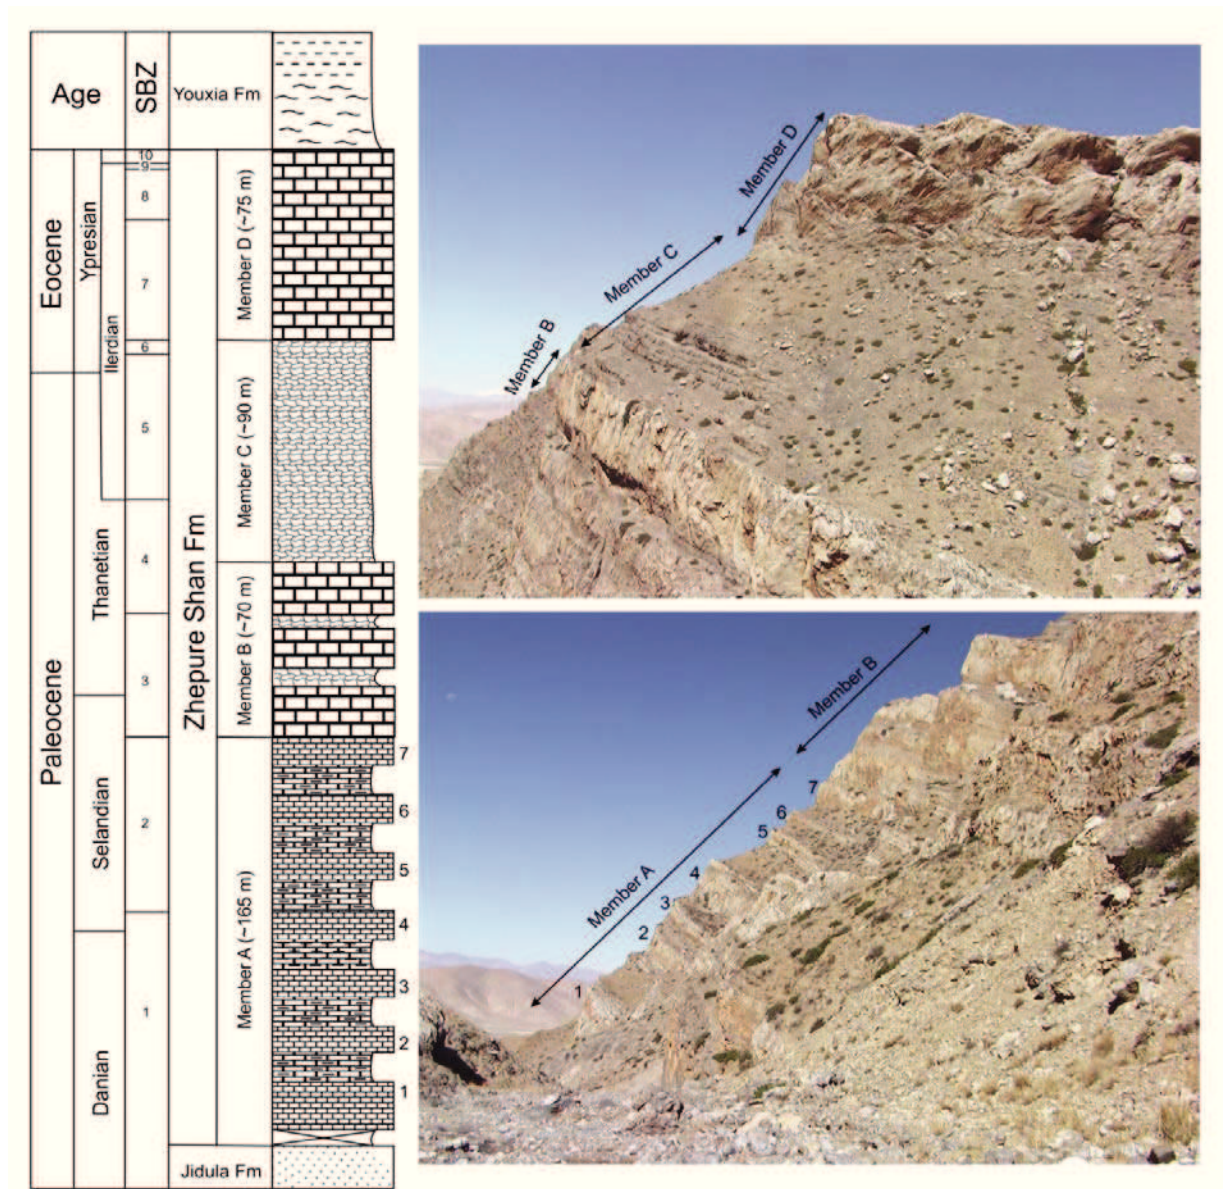 Age
SBZ
Youxia Fm
Eocene
Ypresian
Ilerdian
10
9
8
7
6
5
4
3
2
1
Paleocene
Thanetian
Selandian
Danian
Zhepure Shan Fm
Member D (~75 m)
Member C (~90 m)
Member B (~70 m)
Member A (~165 m)
7
6
5
4
3
2
1
Jidula Fm
Member D
Member C
Member B
Member B
Member A
7
6
5
4
3
2
1